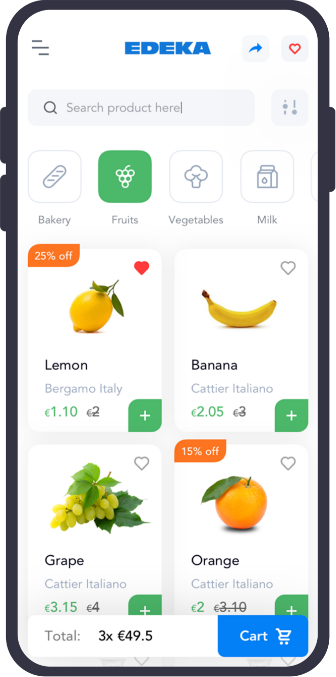 EDEKA
Search product here
Bakery
Fruits
Vegetables
Milk
25% off
Lemon
Bergamo Italy
€1.10 €2
+
Banana
Cattier Italiano
€2.05 €3
+
Grape
Cattier Italiano
€3.15 €4
+
15% off
Orange
Cattier Italiano
€2 €3.10
+
Total: 3x €49.5
Cart